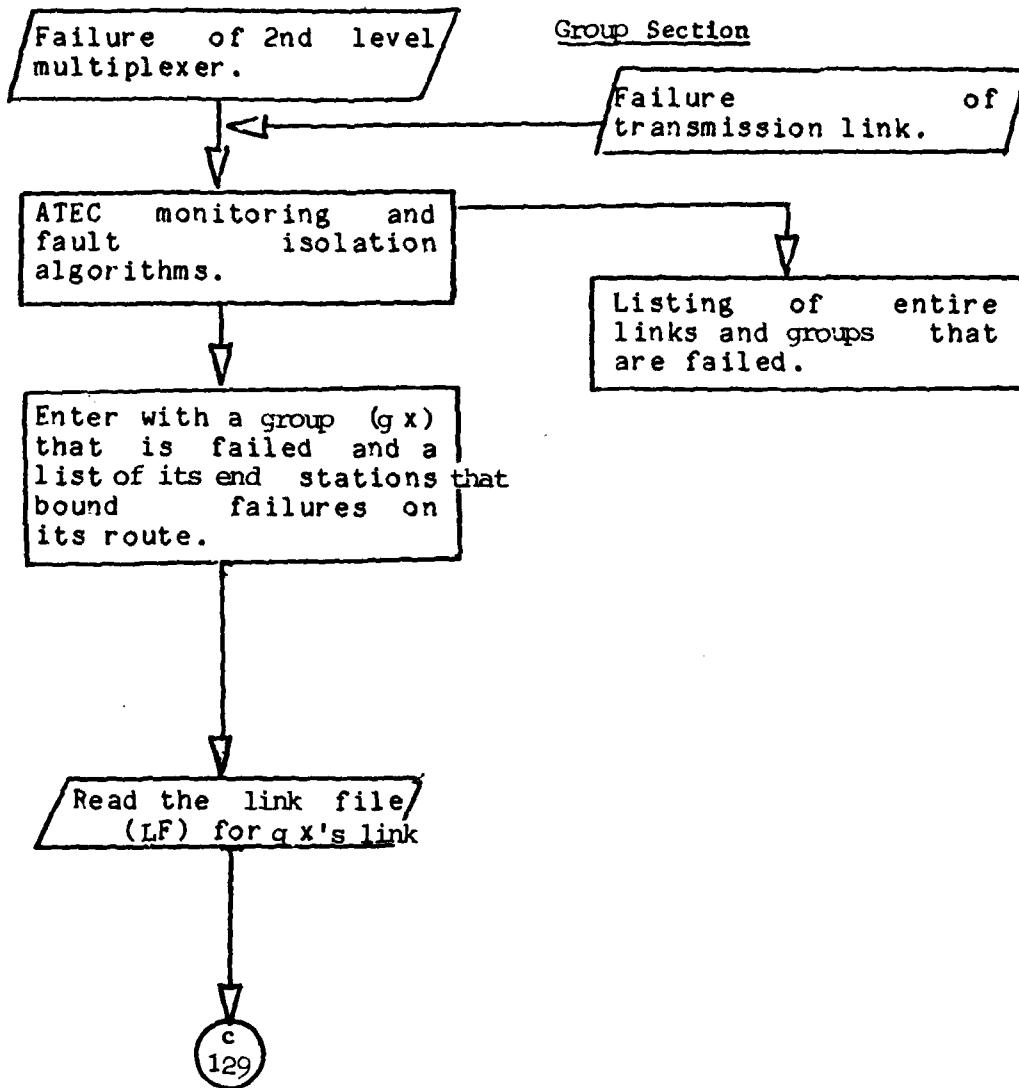 Failure of 2nd level
multiplexer.
Group Section
Failure of
transmission link.
ATEC monitoring and
fault isolation
algorithms.
Listing of entire
links and groups that
are failed.
Enter with a group (g x)
that is failed and a
list of its end stations that
bound failures on
its route.
Read the link file
(LF) for g x's link
c
129